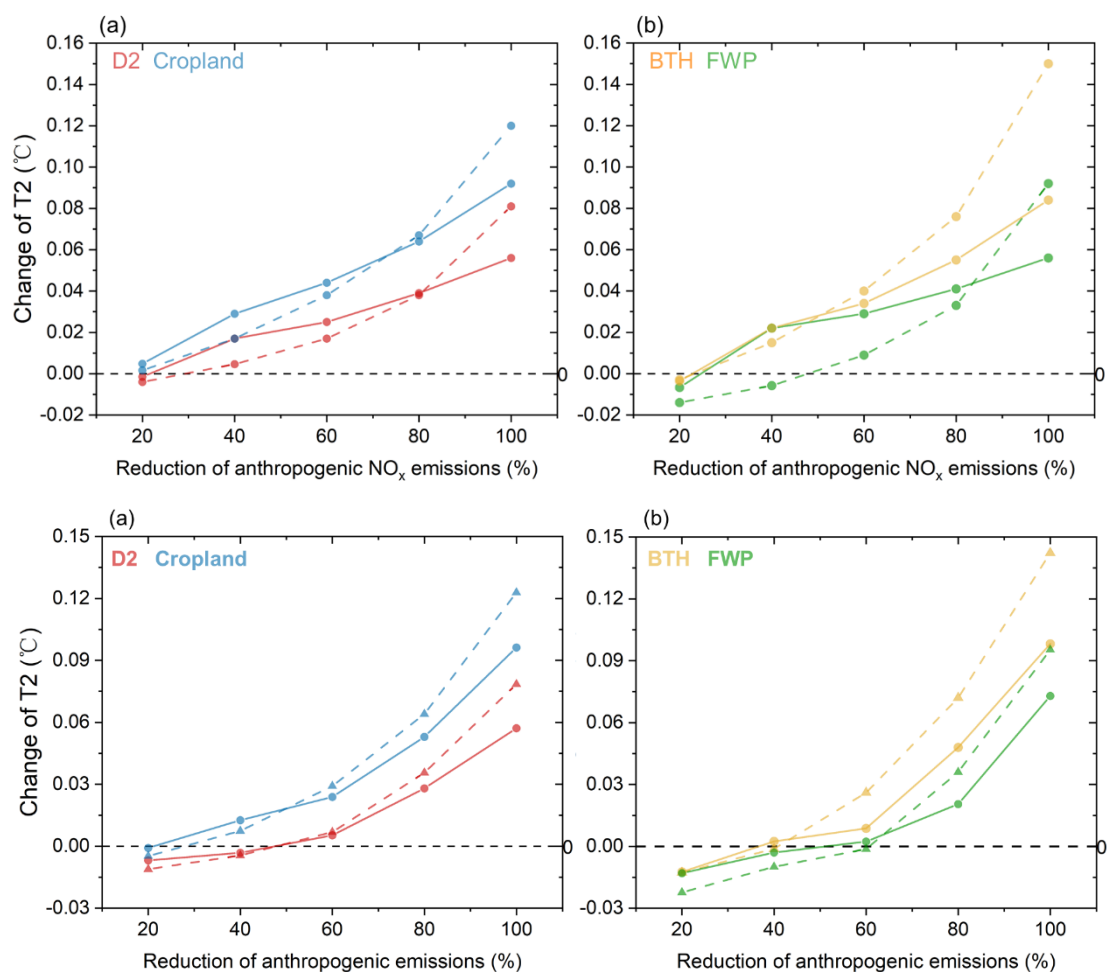 (a)
D2 Cropland
0.16
0.14
0.12
0.10
0.08
0.06
0.04
0.02
0.00
-0.02
Change of T2 (℃)
0
20 40 60 80 100
Reduction of anthropogenic NOx emissions (%)
(b)
BTH FWP
0.16
0.14
0.12
0.10
0.08
0.06
0.04
0.02
0.00
-0.02
0
20 40 60 80 100
Reduction of anthropogenic NOx emissions (%)
(a)
D2 Cropland
0.15
0.12
0.09
0.06
0.03
0.00
-0.03
Change of T2 (℃)
0
20 40 60 80 100
Reduction of anthropogenic emissions (%)
(b)
BTH FWP
0.15
0.12
0.09
0.06
0.03
0.00
-0.03
0
20 40 60 80 100
Reduction of anthropogenic emissions (%)